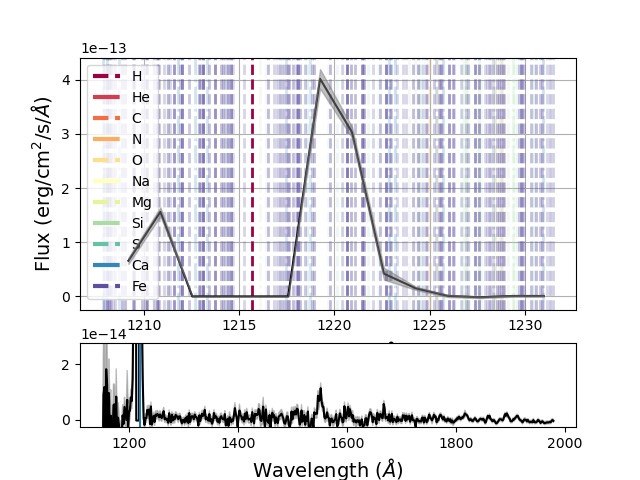 1e−13
Flux (erg/cm²/s/Å)
4
3
2
1
0
H
He
C
N
O
Na
Mg
Si
S
Ca
Fe
1210 1215 1220 1225 1230
1e−14
2
0
1200 1400 1600 1800 2000
Wavelength (Å)